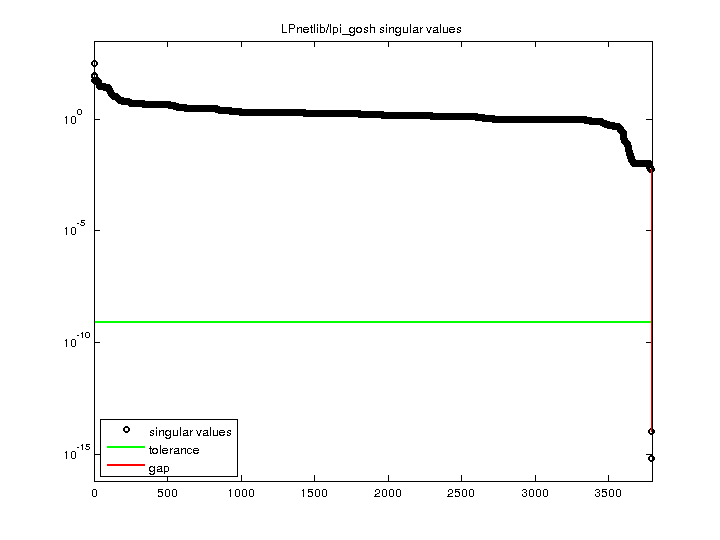 LPnetlib/lpi_gosh singular values
10^0
10^-5
10^-10
10^-15
singular values
tolerance
gap
0 500 1000 1500 2000 2500 3000 3500